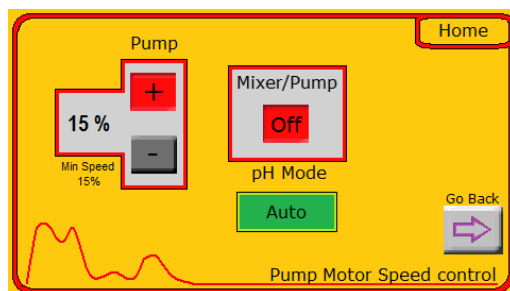 Home
Pump
+
15 %
-
Min Speed
15%
Mixer/Pump
Off
pH Mode
Auto
Go Back
Pump Motor Speed control